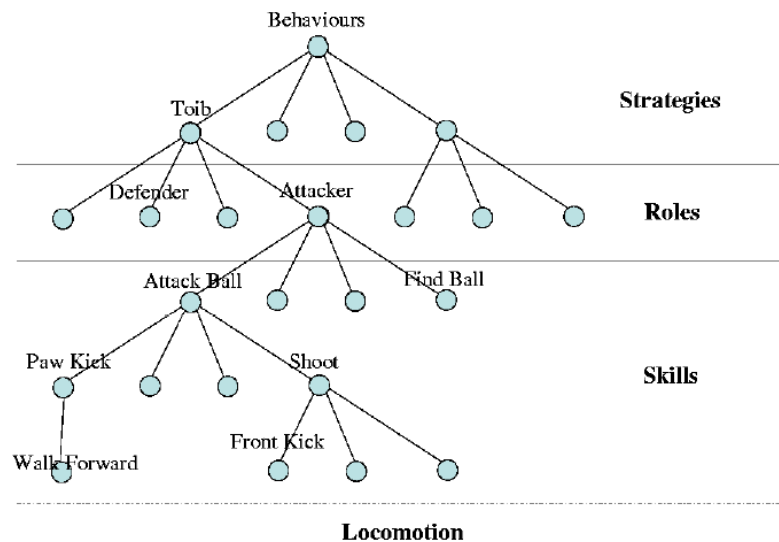 Behaviours
Strategies
Toib
Defender
Attacker
Roles
Attack Ball
Find Ball
Paw Kick
Shoot
Skills
Front Kick
Walk Forward
Locomotion